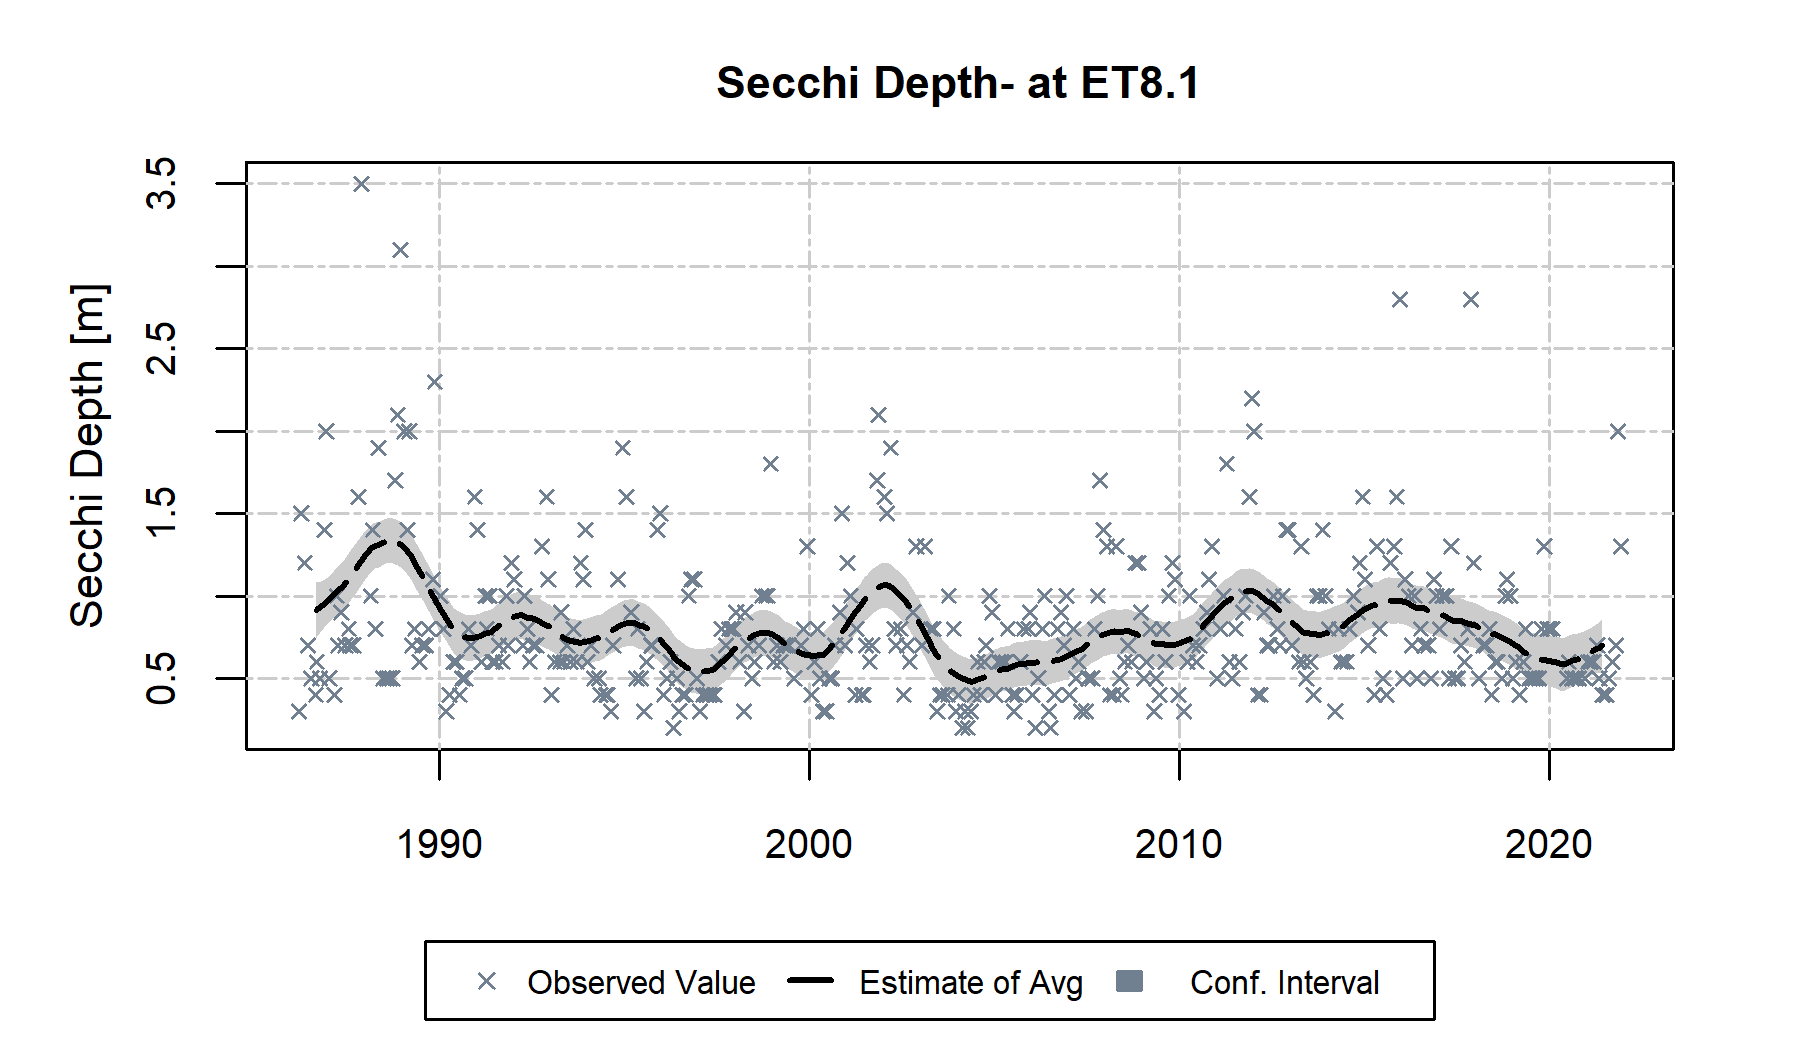 Secchi Depth- at ET8.1
Secchi Depth [m]
3.5
2.5
1.5
0.5
1990
2000
2010
2020
Observed Value
Estimate of Avg
Conf. Interval